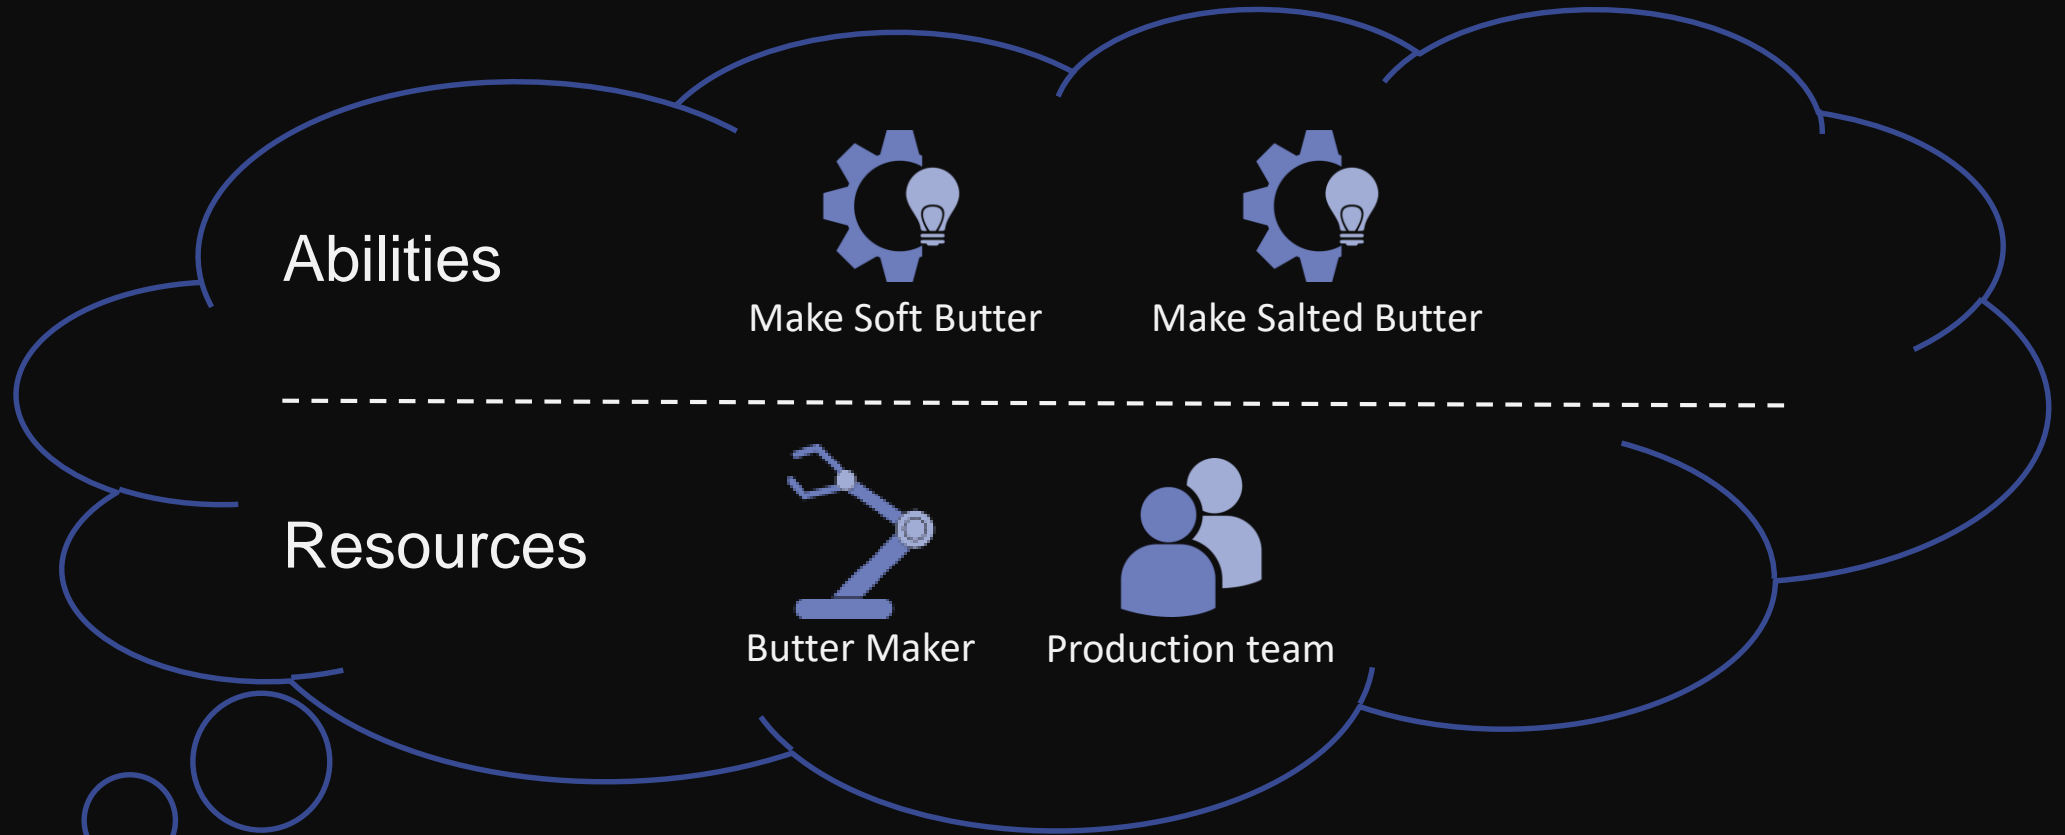 Abilities
Make Soft Butter
Make Salted Butter
Resources
Butter Maker
Production team